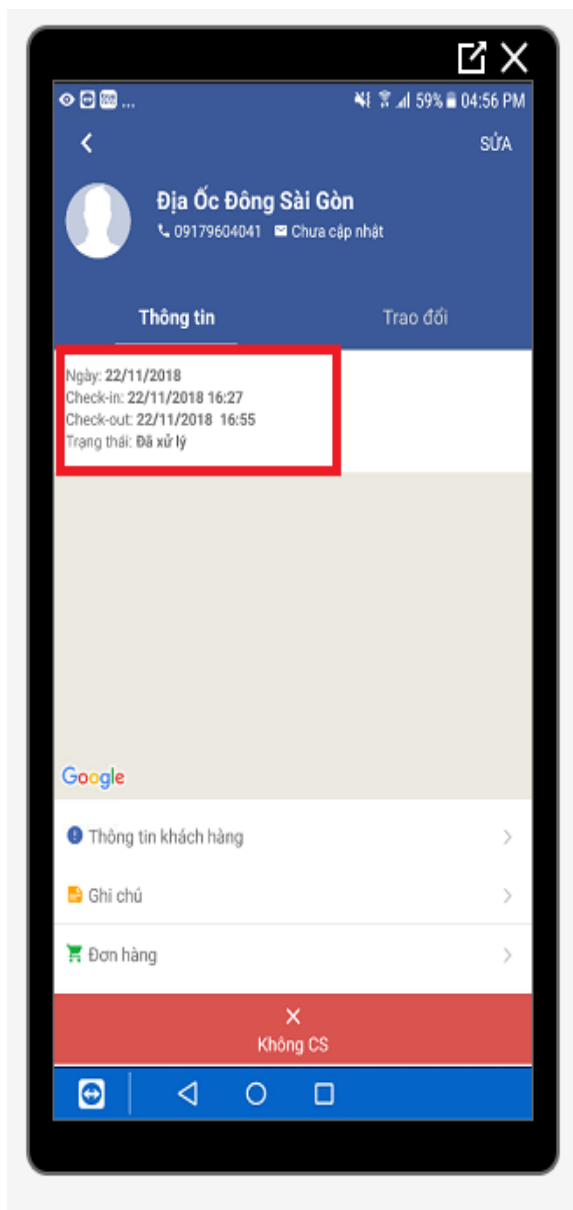 59% 04:56 PM
SỬA
Địa Ốc Đông Sài Gòn
09179604041 Chưa cập nhật
Thông tin Trao đổi
Ngày: 22/11/2018
Check-in: 22/11/2018 16:27
Check-out: 22/11/2018 16:55
Trạng thái: Đã xử lý
Google
Thông tin khách hàng
Ghi chú
Đơn hàng
Không CS